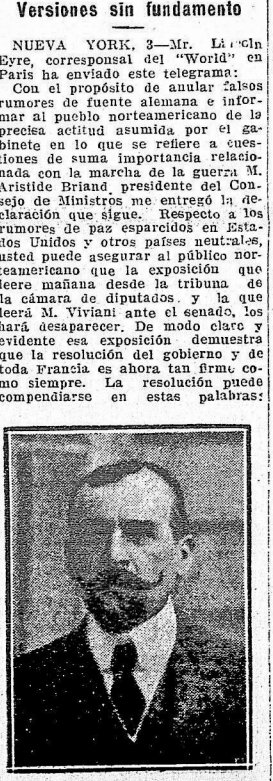 Versiones sin fundamento
NUEVA YORK, 3—Mr.
Eyre, corresponsal del "World" en
Paris ha enviado este telegrama:
Con el propósito de anular falsos
rumores de fuente alemana e infor-
mar al pueblo norteamericano de la
precisa actitud asumida por el ga-
binete en lo que se refiere a cues-
tiones de suma importancia relacio-
nada con la marcha de la guerra M.
Aristide Briand, presidente del Con-
sejo de Ministros me entregó la de-
claración que sigue. Respecto a los
rumores de paz esparcidos en Esta-
dos Unidos y otros países neutrales,
usted puede asegurar al público nor-
teamericano que la exposición que
leere mañana desde la tribuna de
la cámara de diputados, y la que
leerá M. Viviani ante el senado, los
hará desaparecer. De modo claro y
evidente esa exposición demuestra
que la resolución del gobierno y de
toda Francia es ahora tan firme co-
mo siempre. La resolución puede
compendiarse en estas palabras: